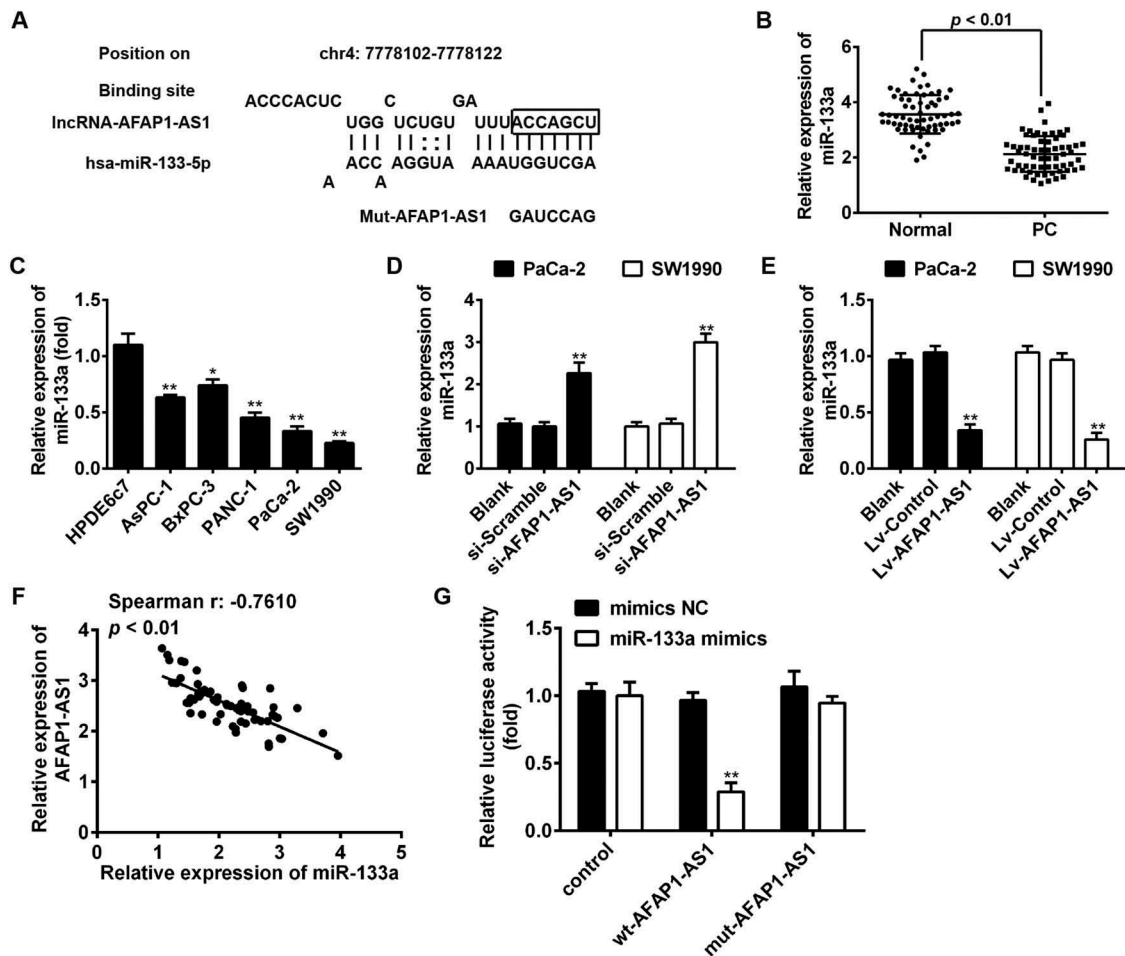 A
Position on chr4: 7778102-7778122
Binding site
ACCCACUC C GA
lncRNA-AFAP1-AS1 UGG UCUGU UUUACCAGCU
hsa-miR-133-5p ACC AGGUA AAAUGGUCGA
A A
Mut-AFAP1-AS1 GAUCCAG
B
p < 0.01
Relative expression of
miR-133a
6
4
2
0
Normal PC
C
Relative expression of
miR-133a (fold)
1.5
1.0
0.5
0.0
** * ** ** **
HPDE6c7 AsPC-1 BxPC-3 PANC-1 PaCa-2 SW1990
D
PaCa-2 SW1990
Relative expression of
miR-133a
4
3
2
1
0
** **
Blank si-Scramble si-AFAP1-AS1 Blank si-Scramble si-AFAP1-AS1
E
PaCa-2 SW1990
Relative expression of
miR-133a
1.5
1.0
0.5
0.0
** **
Blank Lv-Control Lv-AFAP1-AS1 Blank Lv-Control Lv-AFAP1-AS1
F
Spearman r: -0.7610
p < 0.01
Relative expression of
AFAP1-AS1
4
3
2
1
0
0 1 2 3 4 5
Relative expression of miR-133a
G
mimics NC
miR-133a mimics
Relative luciferase activity
(fold)
1.5
1.0
0.5
0.0
**
control wt-AFAP1-AS1 mut-AFAP1-AS1